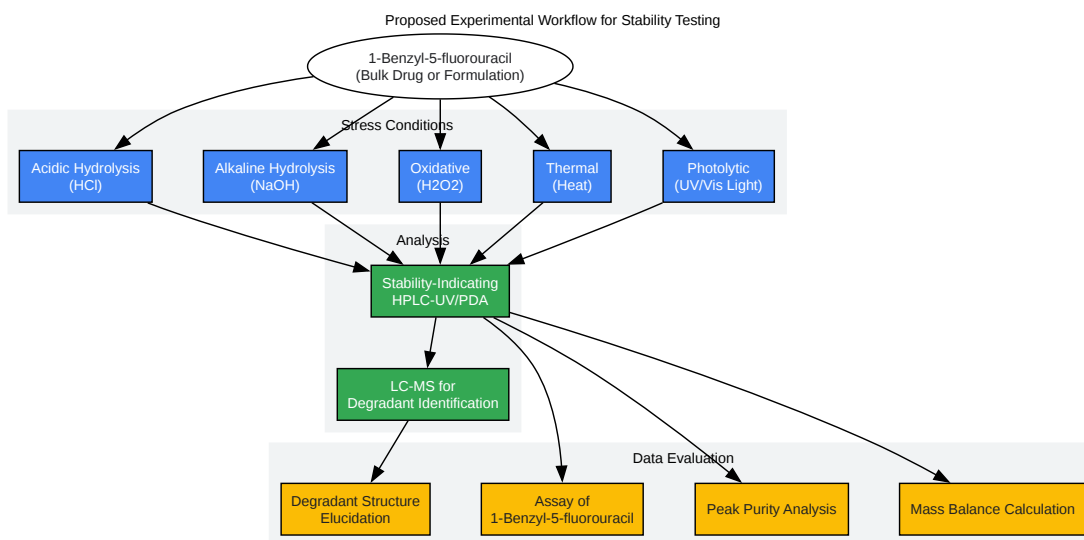 Proposed Experimental Workflow for Stability Testing
1-Benzyl-5-fluorouracil
(Bulk Drug or Formulation)
Stress Conditions
Acidic Hydrolysis
(HCl)
Alkaline Hydrolysis
(NaOH)
Oxidative
(H2O2)
Thermal
(Heat)
Photolytic
(UV/Vis Light)
Analysis
Stability-Indicating
HPLC-UV/PDA
LC-MS for
Degradant Identification
Data Evaluation
Degradant Structure
Elucidation
Assay of
1-Benzyl-5-fluorouracil
Peak Purity Analysis
Mass Balance Calculation